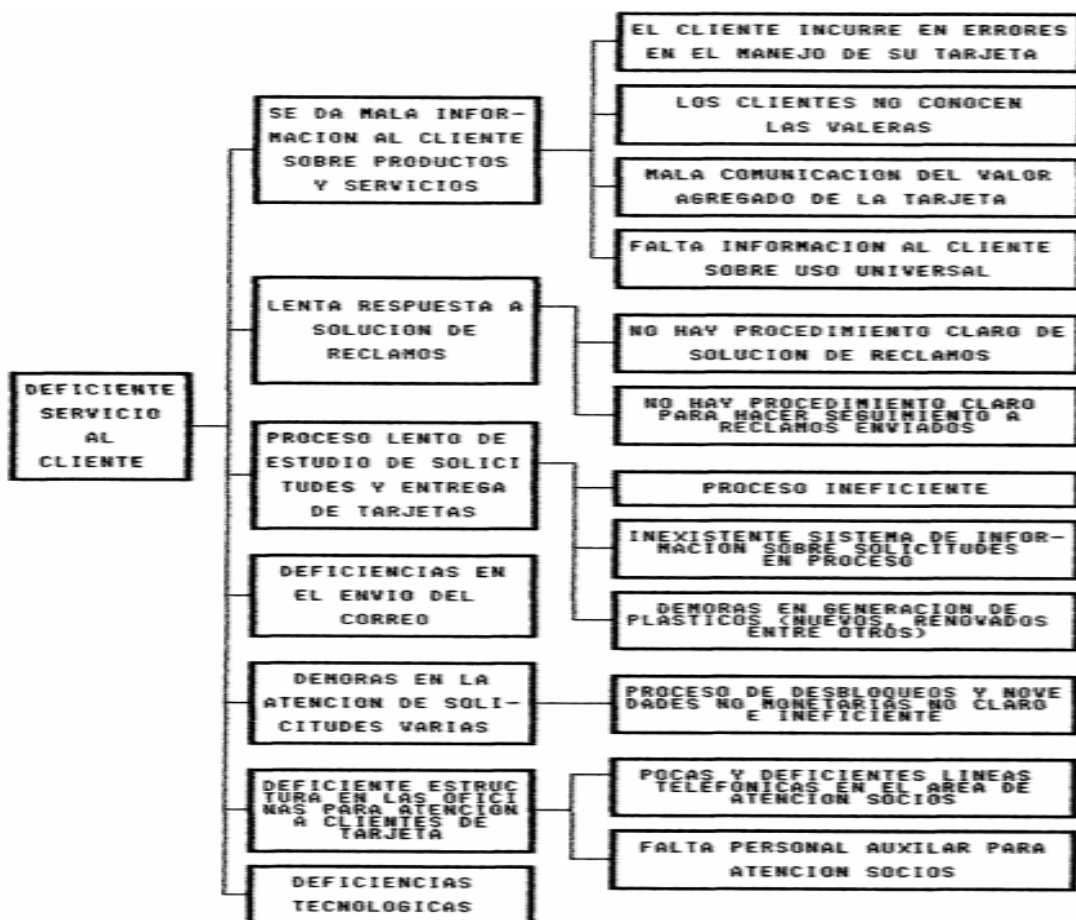 DEFICIENTE
SERVICIO
AL
CLIENTE
SE DA MALA INFOR-
MACION AL CLIENTE
SOBRE PRODUCTOS
Y SERVICIOS
EL CLIENTE INCURRE EN ERRORES
EN EL MANEJO DE SU TARJETA
LOS CLIENTES NO CONOCEN
LAS VALERAS
MALA COMUNICACION DEL VALOR
AGREGADO DE LA TARJETA
FALTA INFORMACION AL CLIENTE
SOBRE USO UNIVERSAL
LENTA RESPUESTA A
SOLUCION DE
RECLAMOS
NO HAY PROCEDIMIENTO CLARO DE
SOLUCION DE RECLAMOS
NO HAY PROCEDIMIENTO CLARO
PARA HACER SEGUIMIENTO A
RECLAMOS ENVIADOS
PROCESO LENTO DE
ESTUDIO DE SOLICI
TUDES Y ENTREGA
DE TARJETAS
PROCESO INEFICIENTE
INEXISTENTE SISTEMA DE INFOR-
MACION SOBRE SOLICITUDES
EN PROCESO
DEMORAS EN GENERACION DE
PLASTICOS (NUEVOS, RENOVADOS
ENTRE OTROS)
DEFICIENCIAS EN
EL ENVIO DEL
CORREO
DEMORAS EN LA
ATENCION DE SOLI-
CITUDES VARIAS
PROCESO DE DESBLOQUEOS Y NOVE
DADES NO MONETARIAS NO CLARO
E INEFICIENTE
DEFICIENTE ESTRUC
TURA EN LAS OFICI
NAS PARA ATENCION
A CLIENTES DE
TARJETA
POCAS Y DEFICIENTES LINEAS
TELEFONICAS EN EL AREA DE
ATENCION SOCIOS
FALTA PERSONAL AUXILAR PARA
ATENCION SOCIOS
DEFICIENCIAS
TECNOLOGICAS